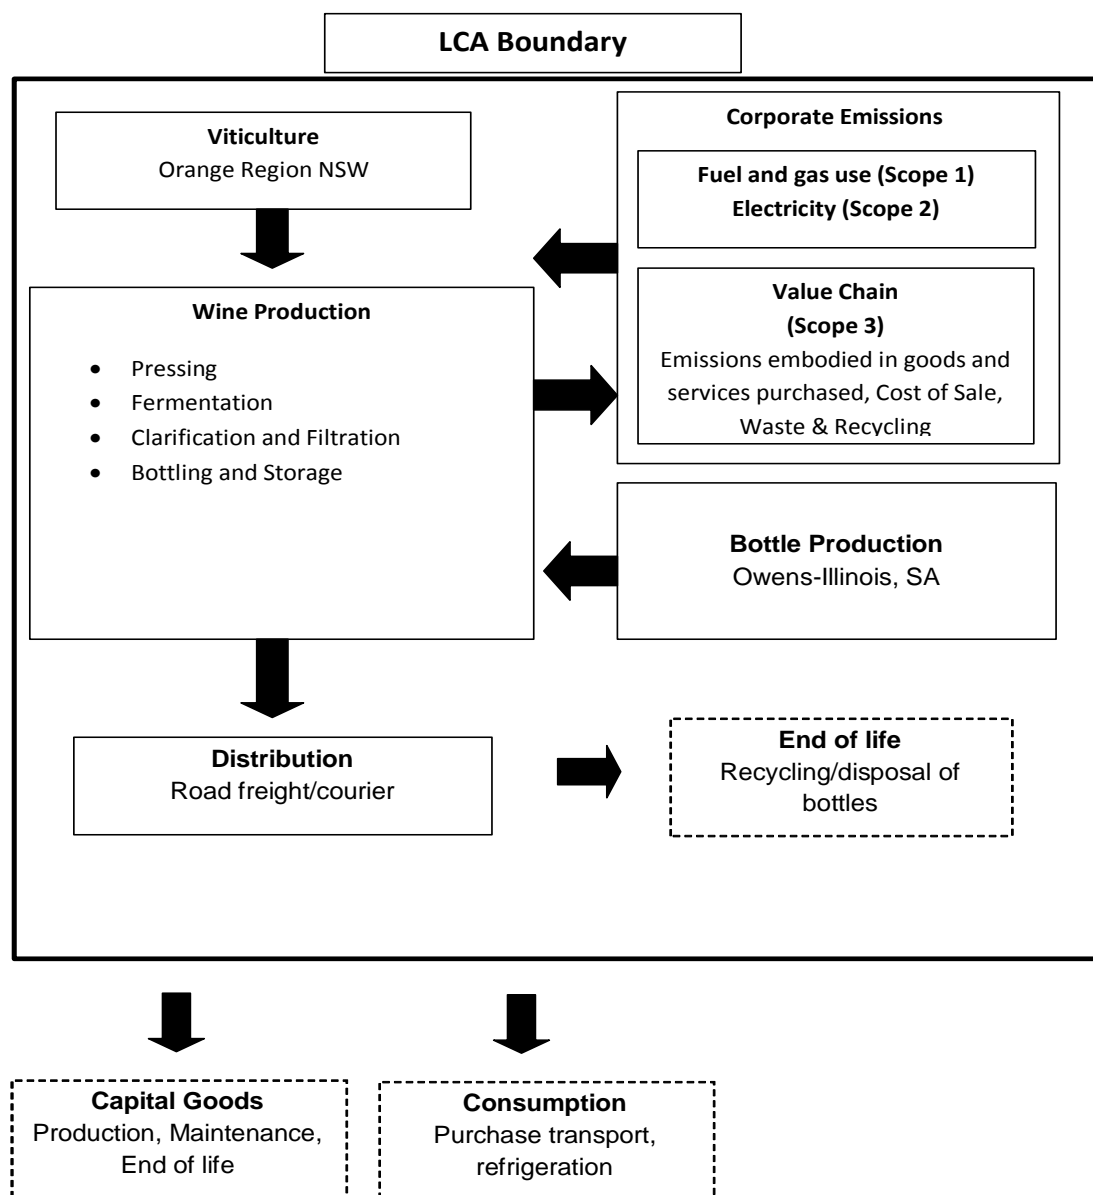 LCA Boundary
Viticulture
Orange Region NSW
Corporate Emissions
Fuel and gas use (Scope 1)
Electricity (Scope 2)
Value Chain
(Scope 3)
Emissions embodied in goods and
services purchased, Cost of Sale,
Waste & Recycling
Wine Production
• Pressing
• Fermentation
• Clarification and Filtration
• Bottling and Storage
Bottle Production
Owens-Illinois, SA
Distribution
Road freight/courier
End of life
Recycling/disposal of
bottles
Capital Goods
Production, Maintenance,
End of life
Consumption
Purchase transport,
refrigeration